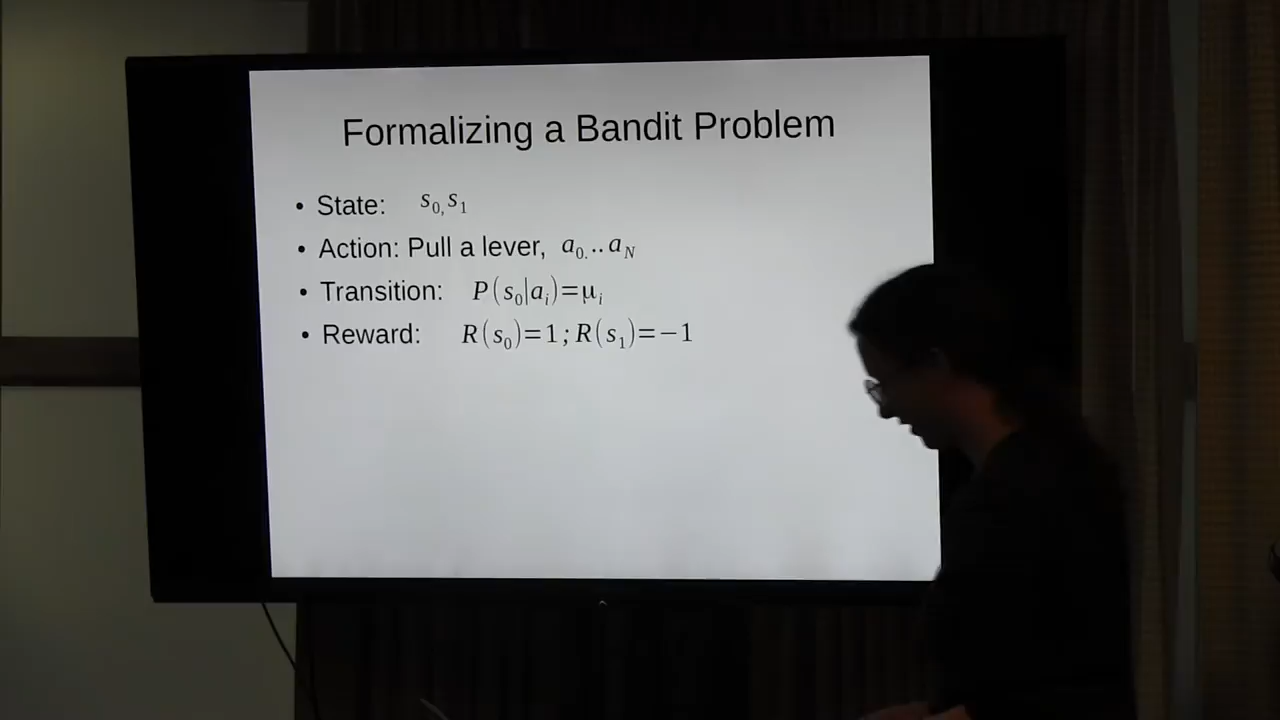 Formalizing a Bandit Problem
• State: s₀, s₁
• Action: Pull a lever, a₀...a_N
• Transition: P(s₀|aᵢ)=μᵢ
• Reward: R(s₀)=1; R(s₁)=−1